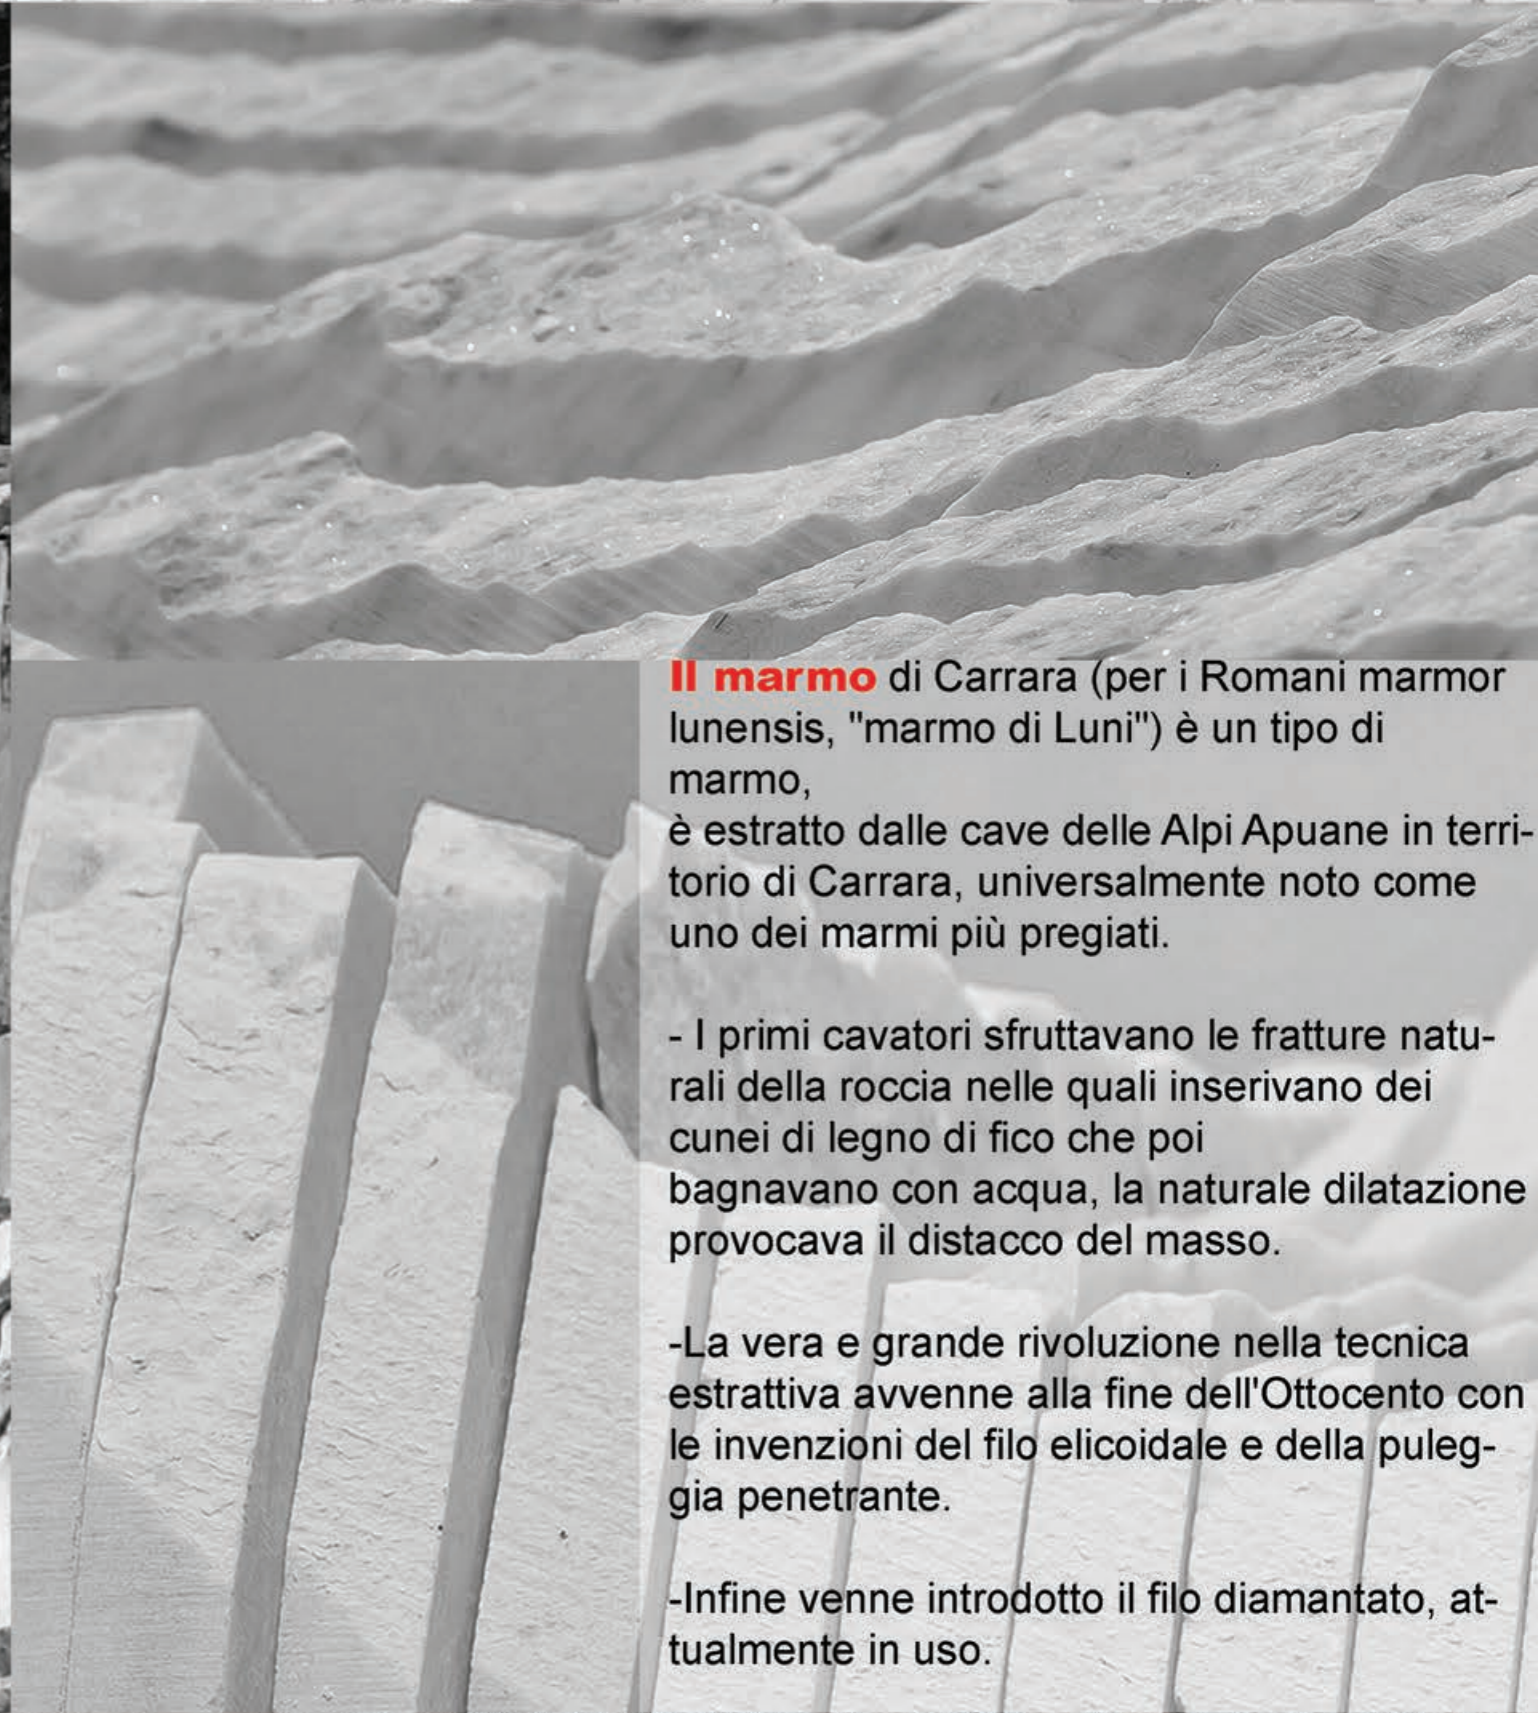 Il marmo di Carrara (per i Romani marmor
lunensis, "marmo di Luni") è un tipo di
marmo,
è estratto dalle cave delle Alpi Apuane in terri-
torio di Carrara, universalmente noto come
uno dei marmi più pregiati.
- I primi cavatori sfruttavano le fratture natu-
rali della roccia nelle quali inserivano dei
cunei di legno di fico che poi
bagnavano con acqua, la naturale dilatazione
provocava il distacco del masso.
-La vera e grande rivoluzione nella tecnica
estrattiva avvenne alla fine dell'Ottocento con
le invenzioni del filo elicoidale e della puleg-
gia penetrante.
-Infine venne introdotto il filo diamantato, at-
tualmente in uso.